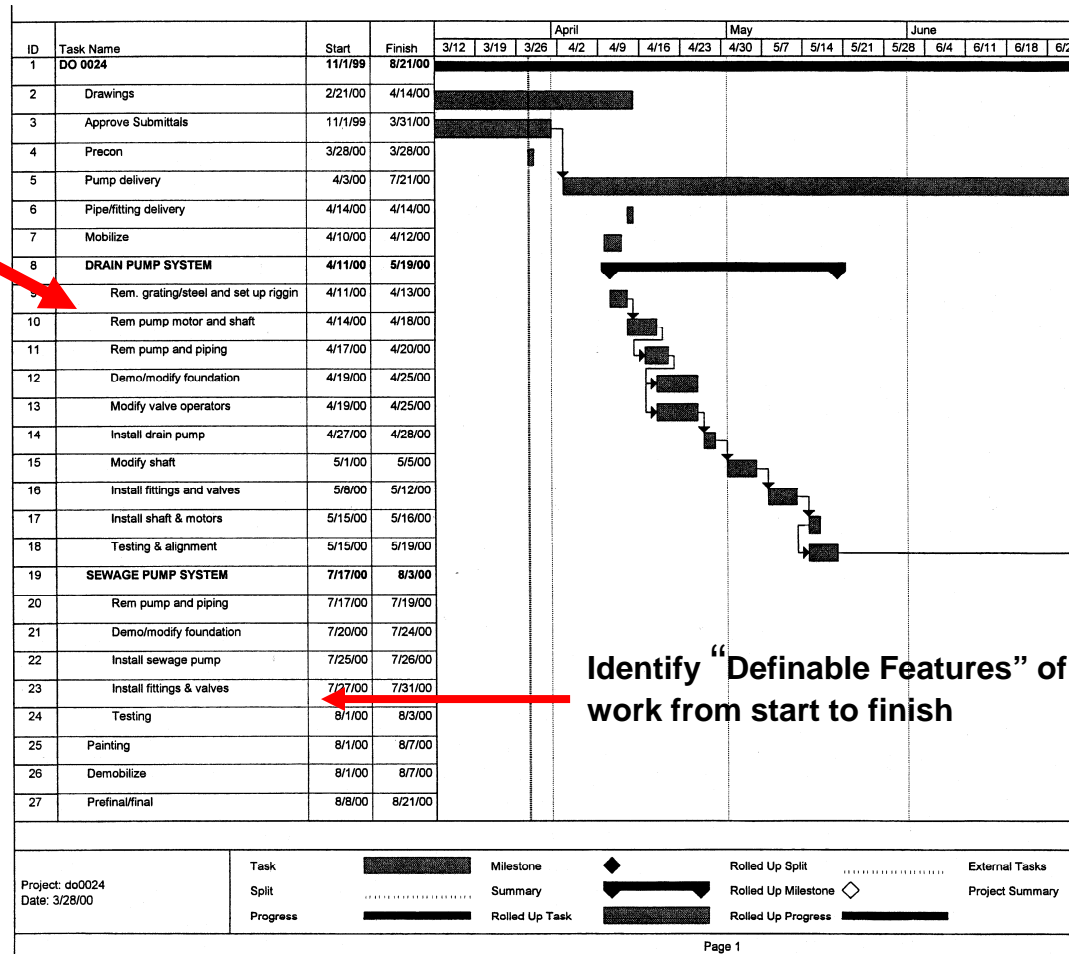 April May June
ID Task Name Start Finish 3/12 3/19 3/26 4/2 4/9 4/16 4/23 4/30 5/7 5/14 5/21 5/28 6/4 6/11 6/18
1 DO 0024 11/1/99 8/21/00
2 Drawings 2/21/00 4/14/00
3 Approve Submittals 11/1/99 3/31/00
4 Precon 3/28/00 3/28/00
5 Pump delivery 4/3/00 7/21/00
6 Pipe/fitting delivery 4/14/00 4/14/00
7 Mobilize 4/10/00 4/12/00
8 DRAIN PUMP SYSTEM 4/11/00 5/19/00
9 Rem. grating/steel and set up riggin 4/11/00 4/13/00
10 Rem pump motor and shaft 4/14/00 4/18/00
11 Rem pump and piping 4/17/00 4/20/00
12 Demo/modify foundation 4/19/00 4/25/00
13 Modify valve operators 4/19/00 4/25/00
14 Install drain pump 4/27/00 4/28/00
15 Modify shaft 5/1/00 5/5/00
16 Install fittings and valves 5/8/00 5/12/00
17 Install shaft & motors 5/15/00 5/16/00
18 Testing & alignment 5/15/00 5/19/00
19 SEWAGE PUMP SYSTEM 7/17/00 8/3/00
20 Rem pump and piping 7/17/00 7/19/00
21 Demo/modify foundation 7/20/00 7/24/00
22 Install sewage pump 7/25/00 7/26/00
23 Install fittings & valves 7/27/00 7/31/00
24 Testing 8/1/00 8/3/00
25 Painting 8/1/00 8/7/00
26 Demobilize 8/1/00 8/7/00
27 Prefinal/final 8/8/00 8/21/00
Identify “Definable Features” of
work from start to finish
Project: do0024
Date: 3/28/00
Task Milestone Rolled Up Split External Tasks
Split Summary Rolled Up Milestone Project Summary
Progress Rolled Up Task Rolled Up Progress
Page 1